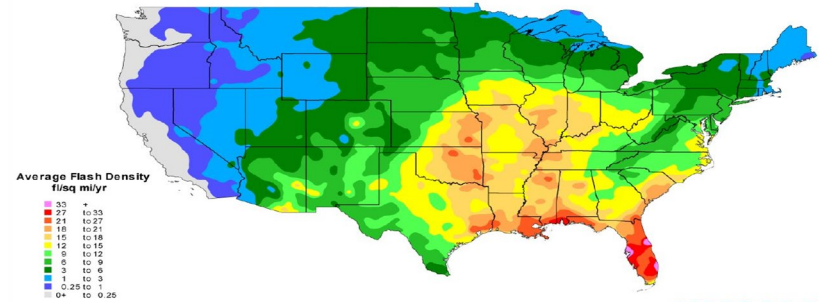 Average Flash Density
fl/sq mi/yr
33 +
27 to 33
21 to 27
18 to 21
15 to 18
12 to 15
9 to 12
6 to 9
3 to 6
1 to 3
0.25 to 1
0+ to 0.25